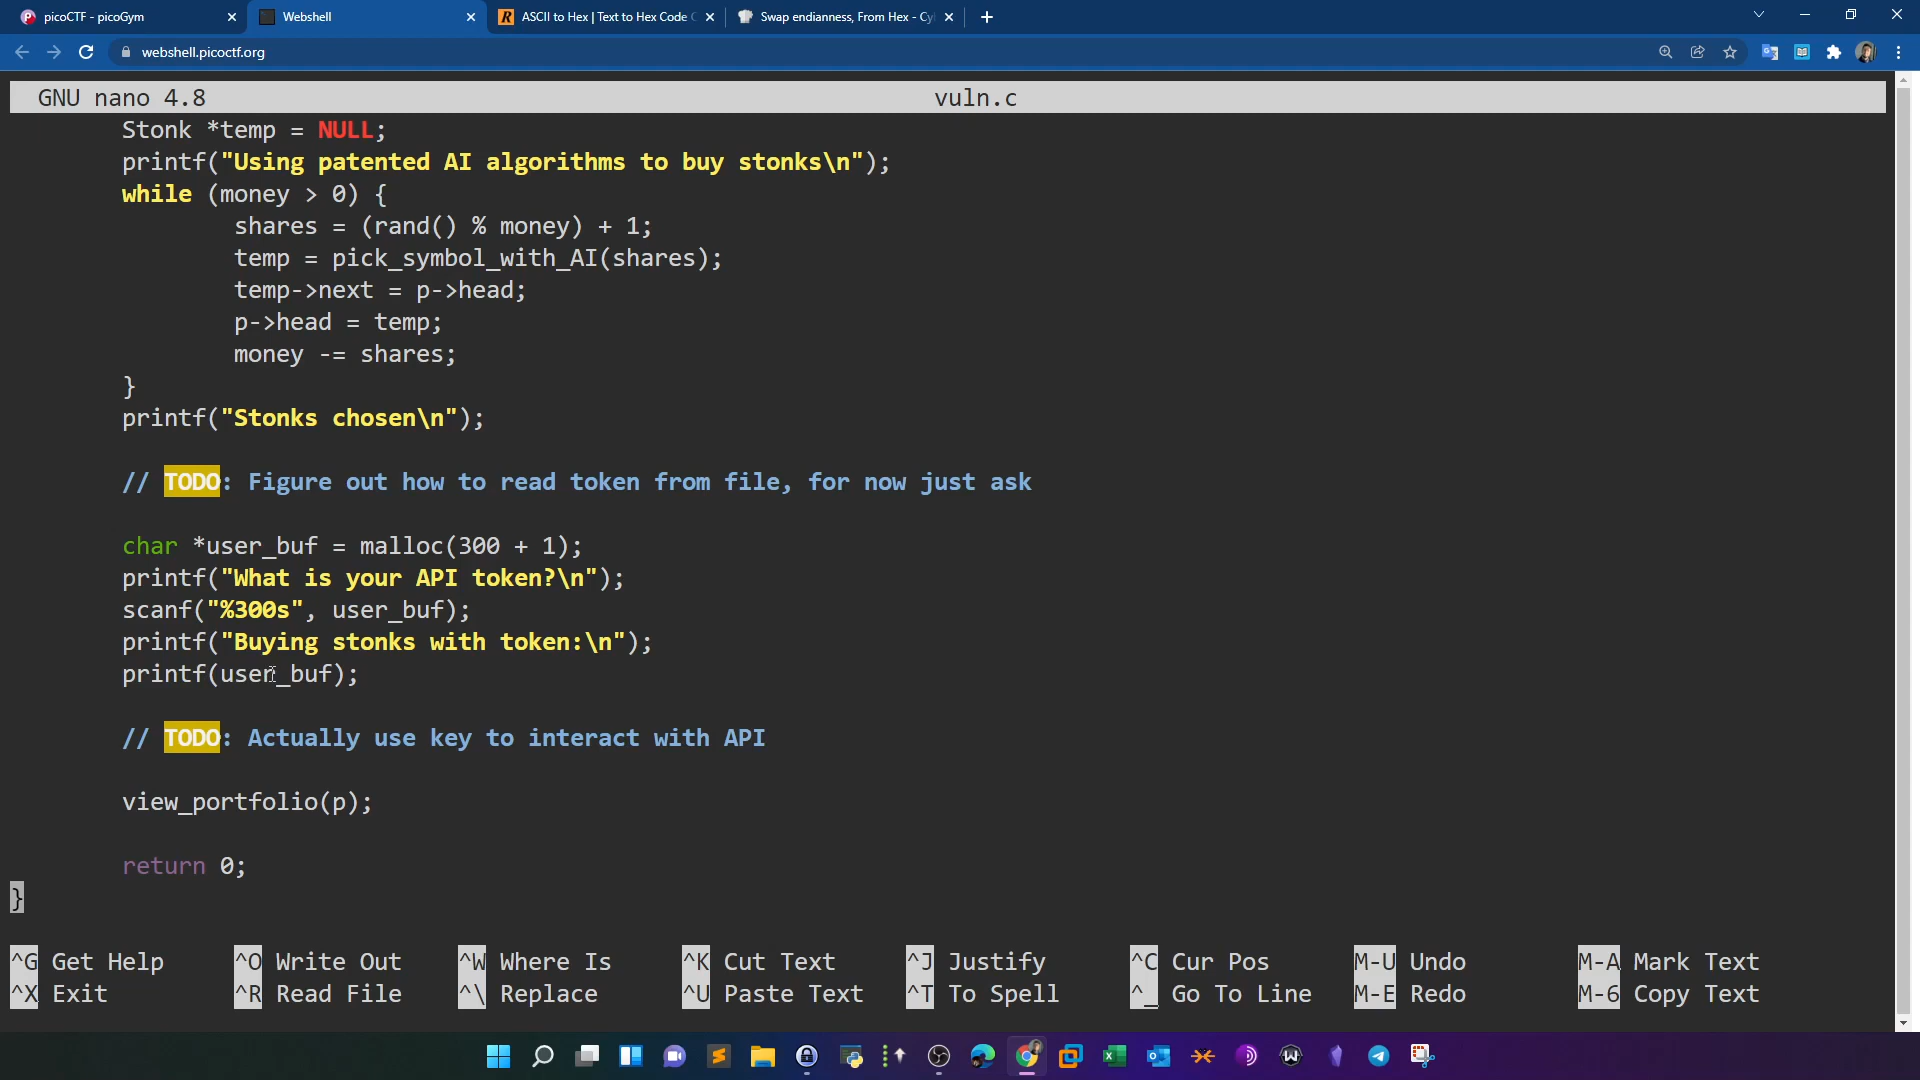 picoCTF - picoGym
Webshell
ASCII to Hex | Text to Hex Code C
Swap endianness, From Hex - Cy
webshell.picoctf.org
GNU nano 4.8 vuln.c
Stonk *temp = NULL;
printf("Using patented AI algorithms to buy stonks\n");
while (money > 0) {
shares = (rand() % money) + 1;
temp = pick_symbol_with_AI(shares);
temp->next = p->head;
p->head = temp;
money -= shares;
}
printf("Stonks chosen\n");
// TODO: Figure out how to read token from file, for now just ask
char *user_buf = malloc(300 + 1);
printf("What is your API token?\n");
scanf("%300s", user_buf);
printf("Buying stonks with token:\n");
printf(user_buf);
// TODO: Actually use key to interact with API
view_portfolio(p);
return 0;
}
^G Get Help ^O Write Out ^W Where Is ^K Cut Text ^J Justify ^C Cur Pos M-U Undo M-A Mark Text
^X Exit ^R Read File ^\ Replace ^U Paste Text ^T To Spell ^_ Go To Line M-E Redo M-6 Copy Text